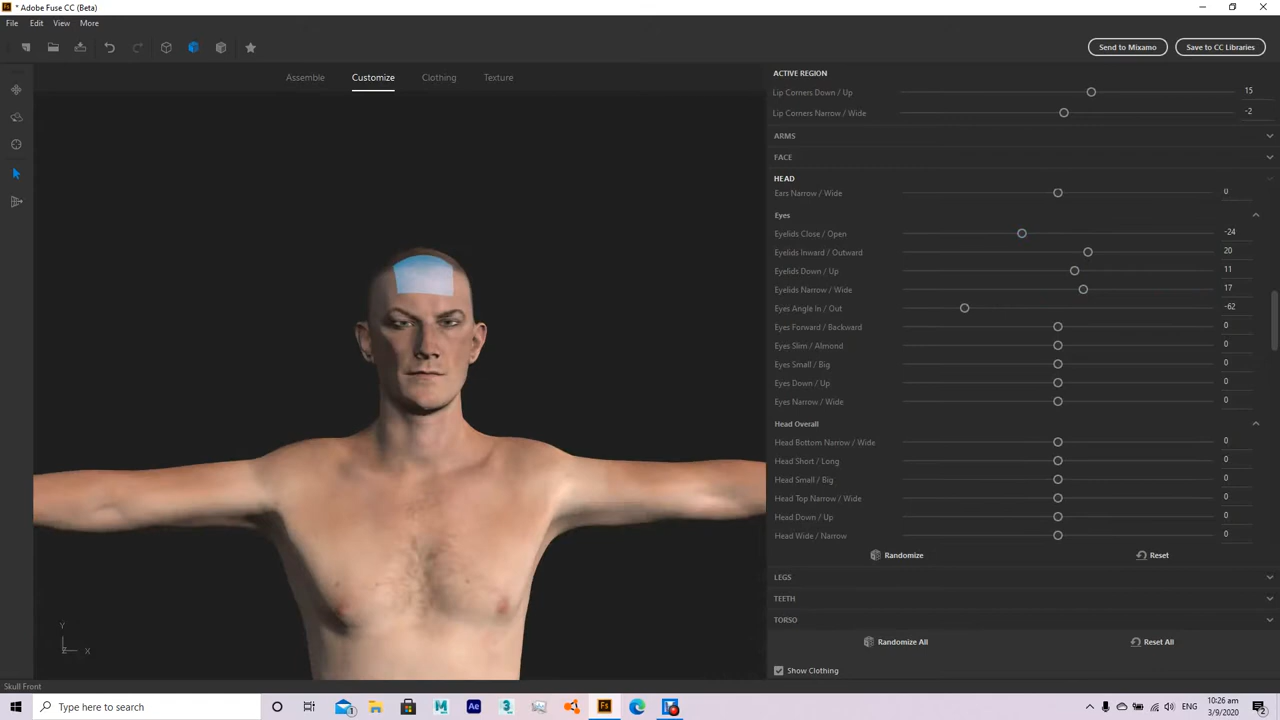 * Adobe Fuse CC (Beta)
File Edit View More
Send to Mixamo Save to CC Libraries
Assemble Customize Clothing Texture
ACTIVE REGION
Lip Corners Down / Up 15
Lip Corners Narrow / Wide -2
ARMS
FACE
HEAD
Ears Narrow / Wide 0
Eyes
Eyelids Close / Open -24
Eyelids Inward / Outward 20
Eyelids Down / Up 11
Eyelids Narrow / Wide 17
Eyes Angle In / Out -62
Eyes Forward / Backward 0
Eyes Slim / Almond 0
Eyes Small / Big 0
Eyes Down / Up 0
Eyes Narrow / Wide 0
Head Overall
Head Bottom Narrow / Wide 0
Head Short / Long 0
Head Small / Big 0
Head Top Narrow / Wide 0
Head Down / Up 0
Head Wide / Narrow 0
Randomize Reset
LEGS
TEETH
TORSO
Randomize All Reset All
Show Clothing
Y
Z X
Skull Front
Type here to search
1 M Ae 3 Fs
ENG
10:26 am
3/9/2020
2